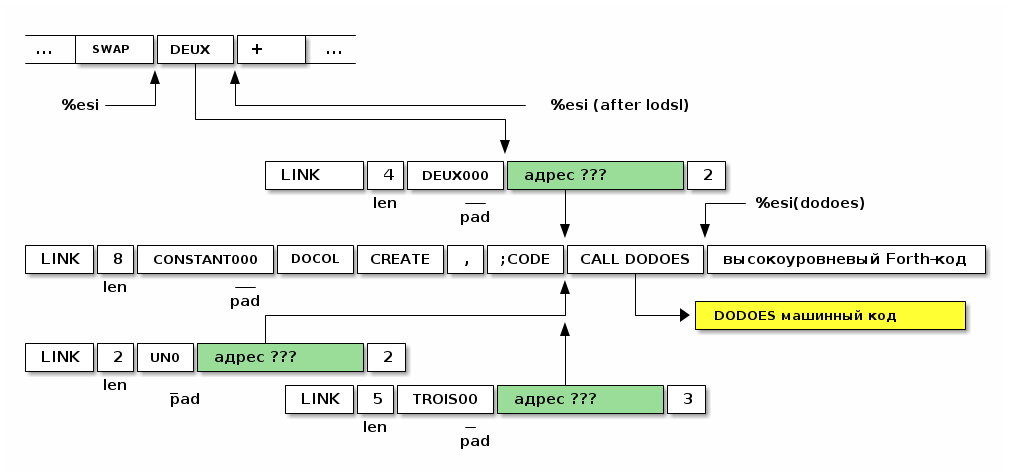 ... SWAP DEUX + ...
%esi %esi (after lodsl)
LINK 4 DEUX000 адрес ??? 2
len pad %esi(dodoes)
LINK 8 CONSTANT000 DOCOL CREATE , ;CODE CALL DODOES высокоуровневый Forth-код
len pad
DODOES машинный код
LINK 2 UN0 адрес ??? 2
len pad
LINK 5 TROIS00 адрес ??? 3
len pad